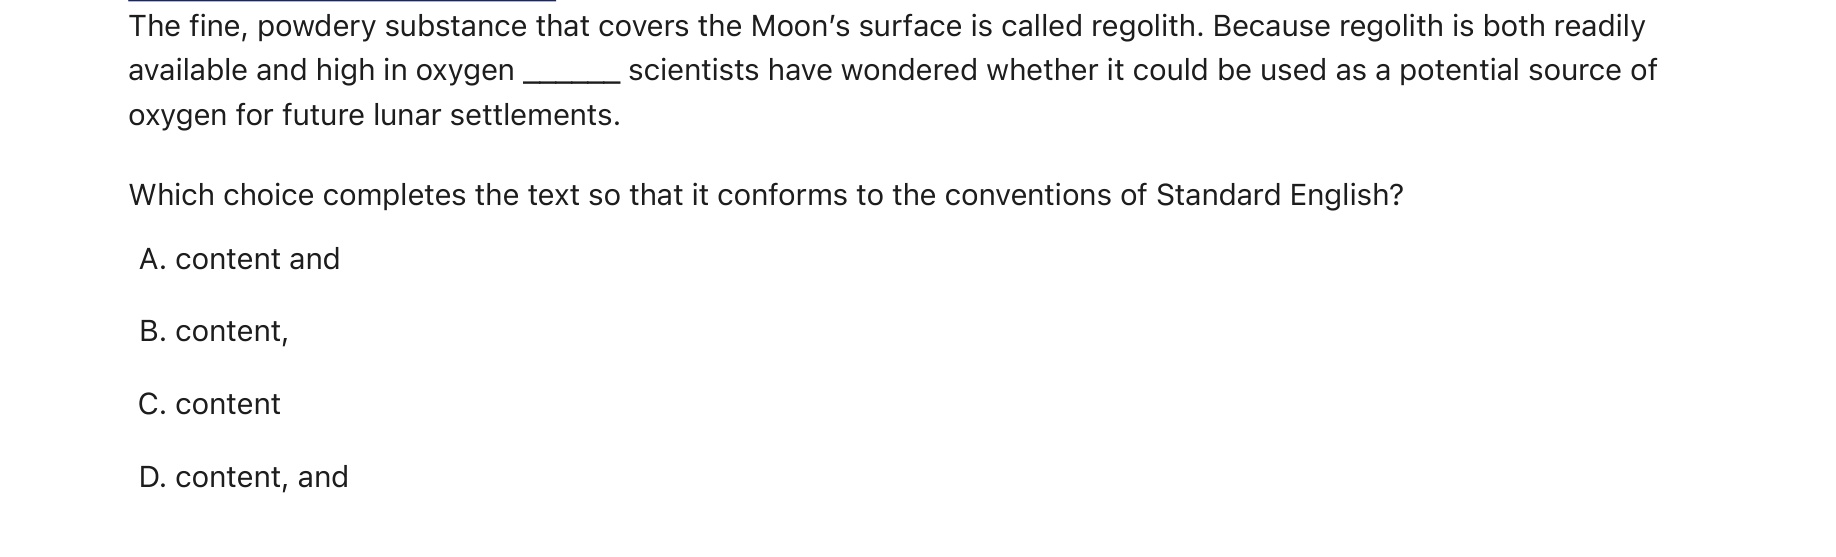 The fine, powdery substance that covers the Moon’s surface is called regolith. Because regolith is both readily
available and high in oxygen ______ scientists have wondered whether it could be used as a potential source of
oxygen for future lunar settlements.
Which choice completes the text so that it conforms to the conventions of Standard English?
A. content and
B. content,
C. content
D. content, and